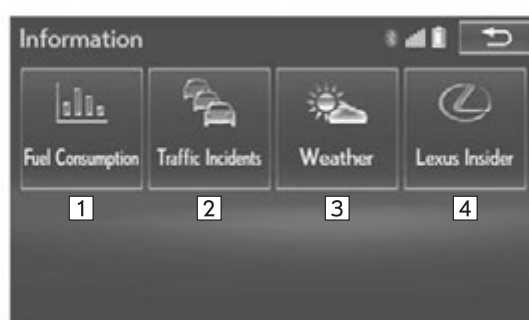 Information
Fuel Consumption Traffic Incidents Weather Lexus Insider
1 2 3 4